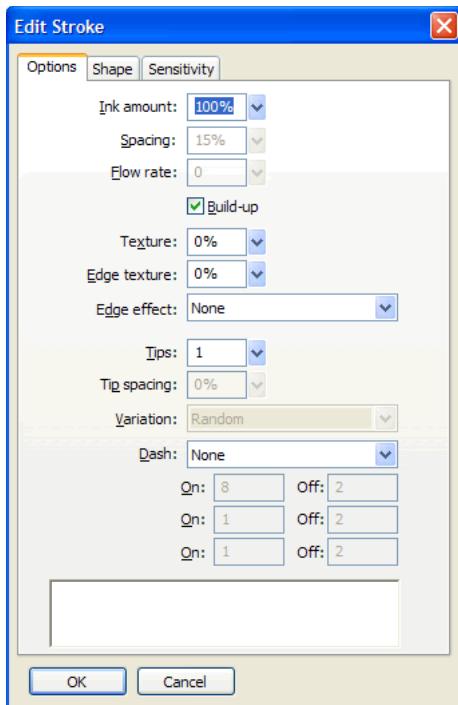 Edit Stroke
Options Shape Sensitivity
Ink amount: 100%
Spacing: 15%
Flow rate: 0
Build-up
Texture: 0%
Edge texture: 0%
Edge effect: None
Tips: 1
Tip spacing: 0%
Variation: Random
Dash: None
On: 8 Off: 2
On: 1 Off: 2
On: 1 Off: 2
OK Cancel